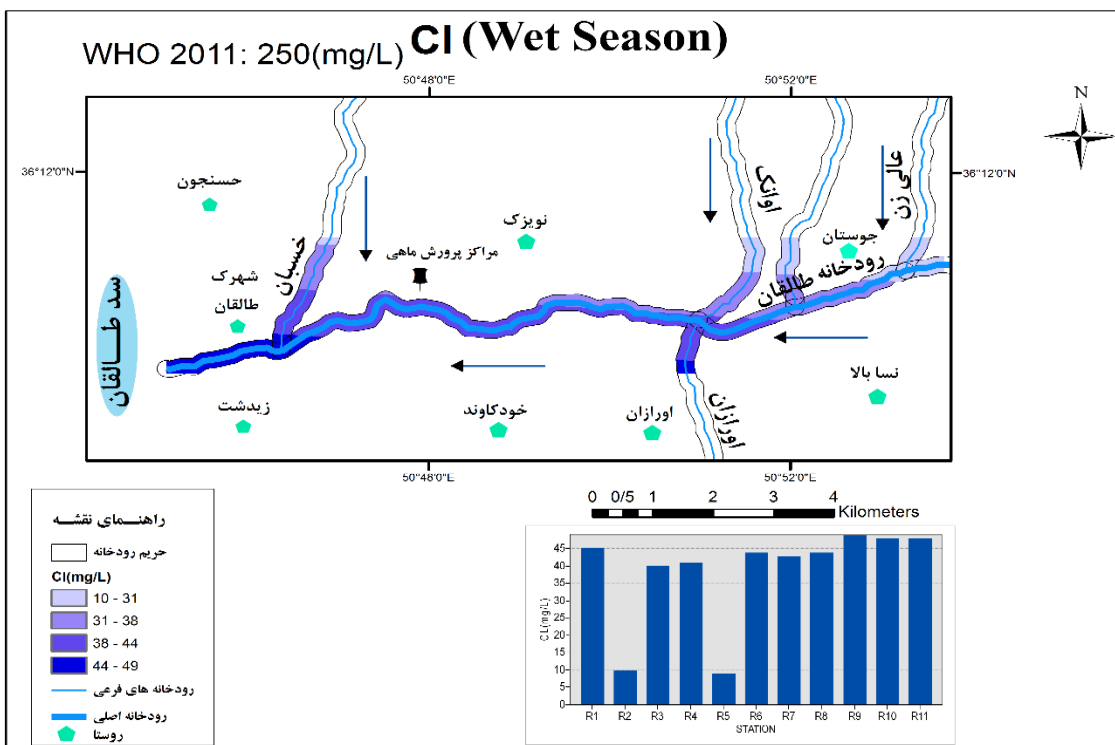 Cl (Wet Season)
WHO 2011: 250(mg/L)
50°48'0"E
50°52'0"E
N
36°12'0"N
36°12'0"N
حسنجون
خسبان
نویزک
مراکز پرورش ماهی
اوانک
عالی زن
جوستان
رودخانه طالقان
شهرک
طالقان
سد طالقان
زیدشت
خودکاوند
اورازان
اورازان
نسا بالا
50°48'0"E
50°52'0"E
0 0/5 1 2 3 4
Kilometers
راهنمای نقشه
حریم رودخانه
Cl(mg/L)
10 - 31
31 - 38
38 - 44
44 - 49
رودخانه های فرعی
رودخانه اصلی
روستا
CL(mg/L)
45
40
35
30
25
20
15
10
5
0
R1 R2 R3 R4 R5 R6 R7 R8 R9 R10 R11
STATION